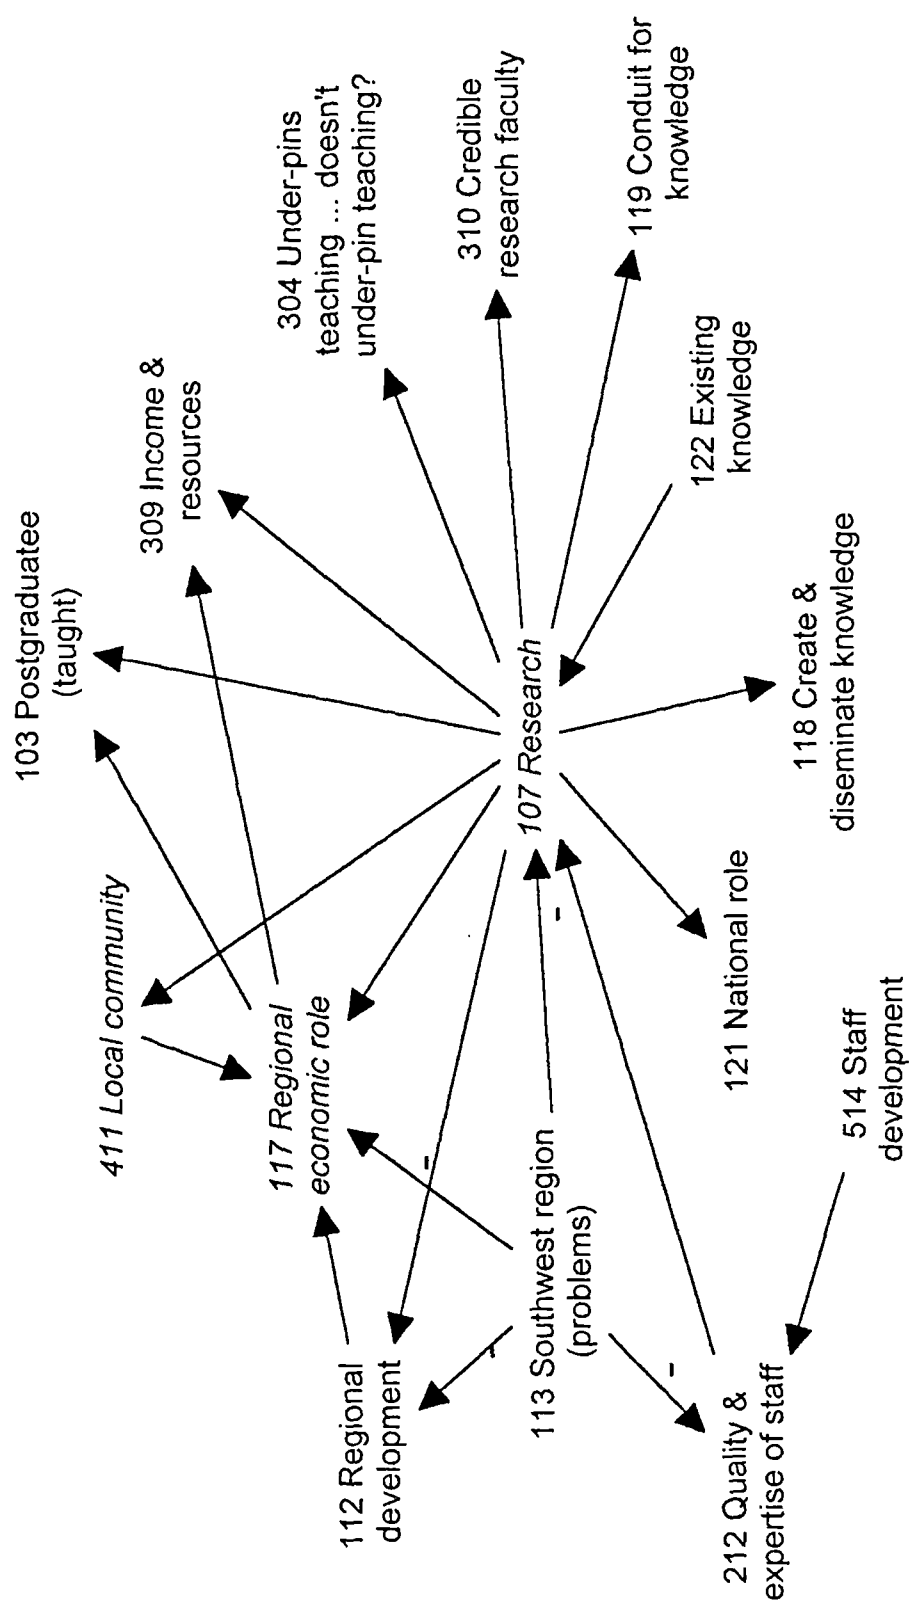 103 Postgraduatee
(taught)
411 Local community
309 Income &
resources
117 Regional
economic role
304 Under-pins
teaching ... doesn't
under-pin teaching?
112 Regional
development
310 Credible
research faculty
107 Research
113 Southwest region
(problems)
119 Conduit for
knowledge
122 Existing
knowledge
121 National role
118 Create &
diseminate knowledge
212 Quality &
expertise of staff
514 Staff
development
-
-
-
-